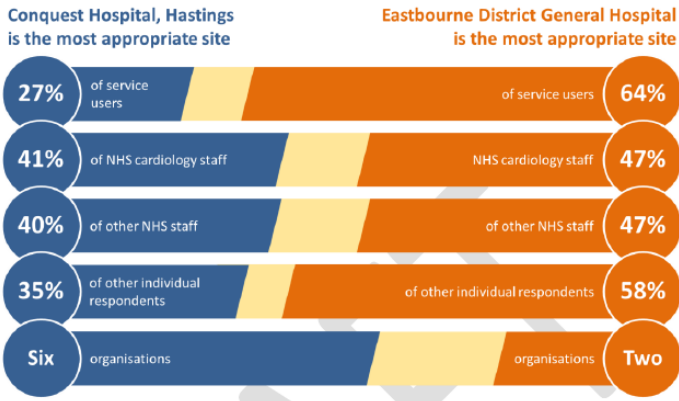 Conquest Hospital, Hastings
is the most appropriate site
Eastbourne District General Hospital
is the most appropriate site
27%
of service
users
of service users
64%
41%
of NHS cardiology staff
NHS cardiology staff
47%
40%
of other NHS staff
of other NHS staff
47%
35%
of other individual
respondents
of other individual respondents
58%
Six
organisations
organisations
Two